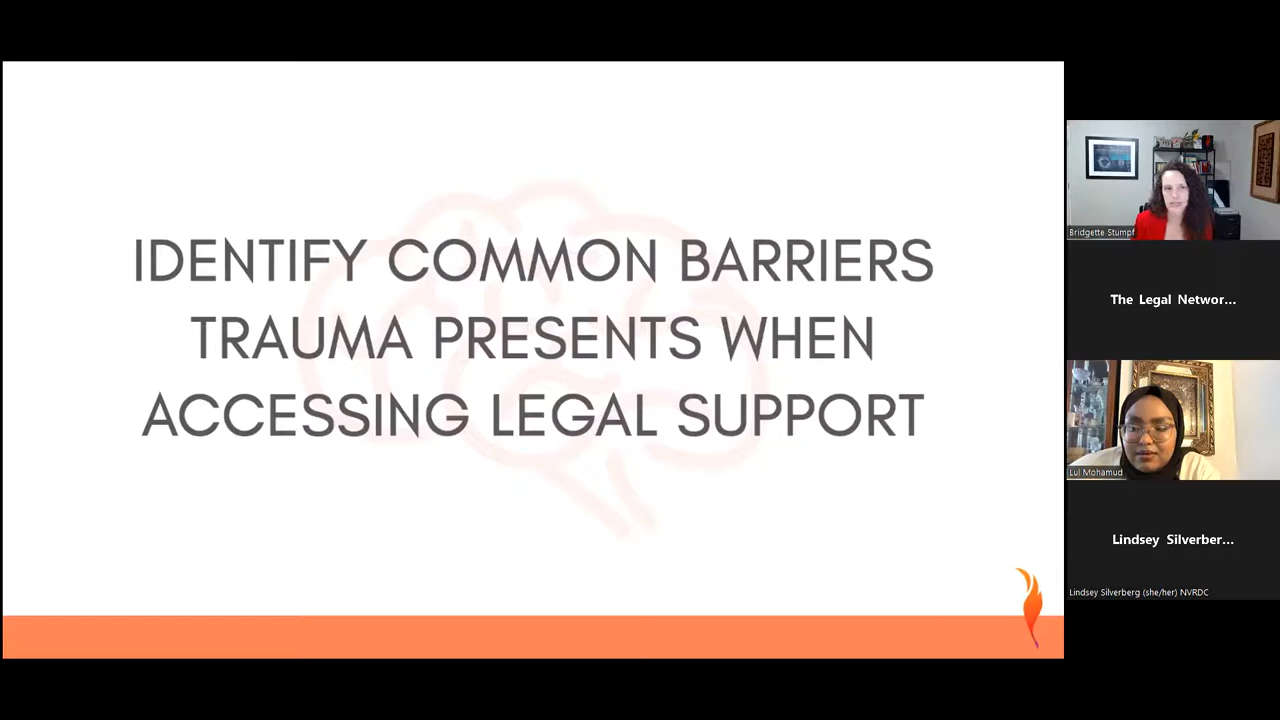 IDENTIFY COMMON BARRIERS
TRAUMA PRESENTS WHEN
ACCESSING LEGAL SUPPORT
Bridgette Stumpf
The Legal Networ...
Lul Mohamud
Lindsey Silverber...
Lindsey Silverberg (she/her) NVRDC